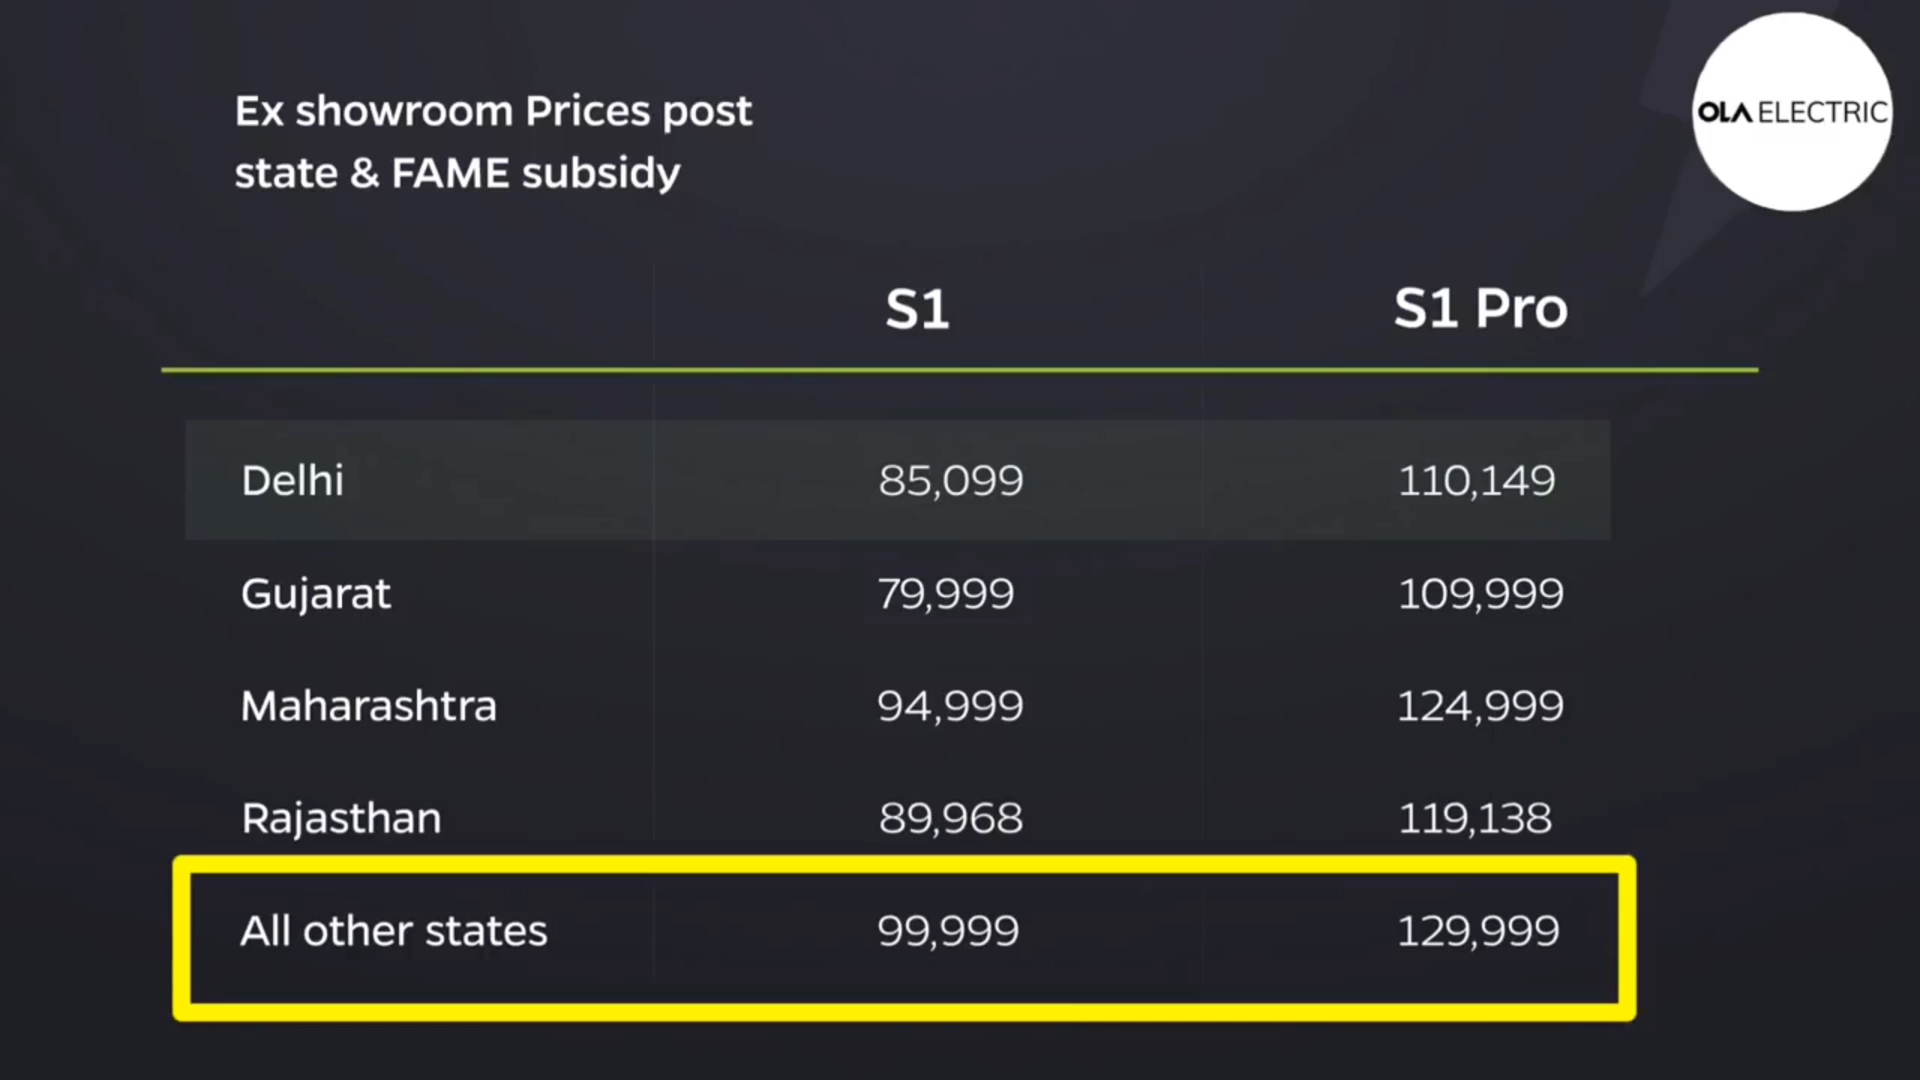 OLA ELECTRIC
Ex showroom Prices post
state & FAME subsidy
S1 S1 Pro
Delhi 85,099 110,149
Gujarat 79,999 109,999
Maharashtra 94,999 124,999
Rajasthan 89,968 119,138
All other states 99,999 129,999